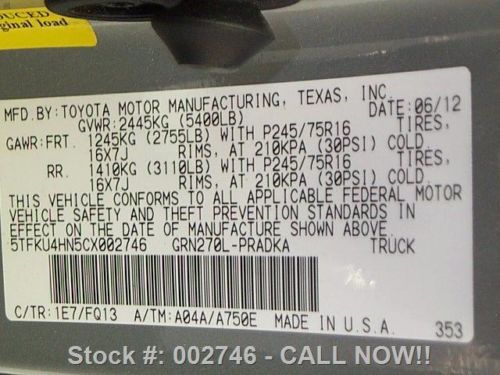 DUCED
ginal load
MFD.BY:TOYOTA MOTOR MANUFACTURING, TEXAS, INC.
GVWR:2445KG (5400LB) DATE:06/12
GAWR:FRT. 1245KG (2755LB) WITH P245/75R16 TIRES,
16X7J RIMS, AT 210KPA (30PSI) COLD.
RR. 1410KG (3110LB) WITH P245/75R16 TIRES,
16X7J RIMS, AT 210KPA (30PSI) COLD.
THIS VEHICLE CONFORMS TO ALL APPLICABLE FEDERAL MOTOR
VEHICLE SAFETY AND THEFT PREVENTION STANDARDS IN
EFFECT ON THE DATE OF MANUFACTURE SHOWN ABOVE.
5TFKU4HN5CX002746 GRN270L-PRADKA TRUCK
C/TR:1E7/FQ13 A/TM:A04A/A750E MADE IN U.S.A. 353
Stock #: 002746 - CALL NOW!!